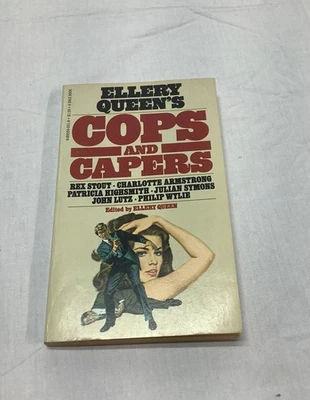 ELLERY
QUEEN'S
COPS
AND
CAPERS
REX STOUT · CHARLOTTE ARMSTRONG
PATRICIA HIGHSMITH · JULIAN SYMONS
JOHN LUTZ · PHILIP WYLIE
Edited by ELLERY QUEEN